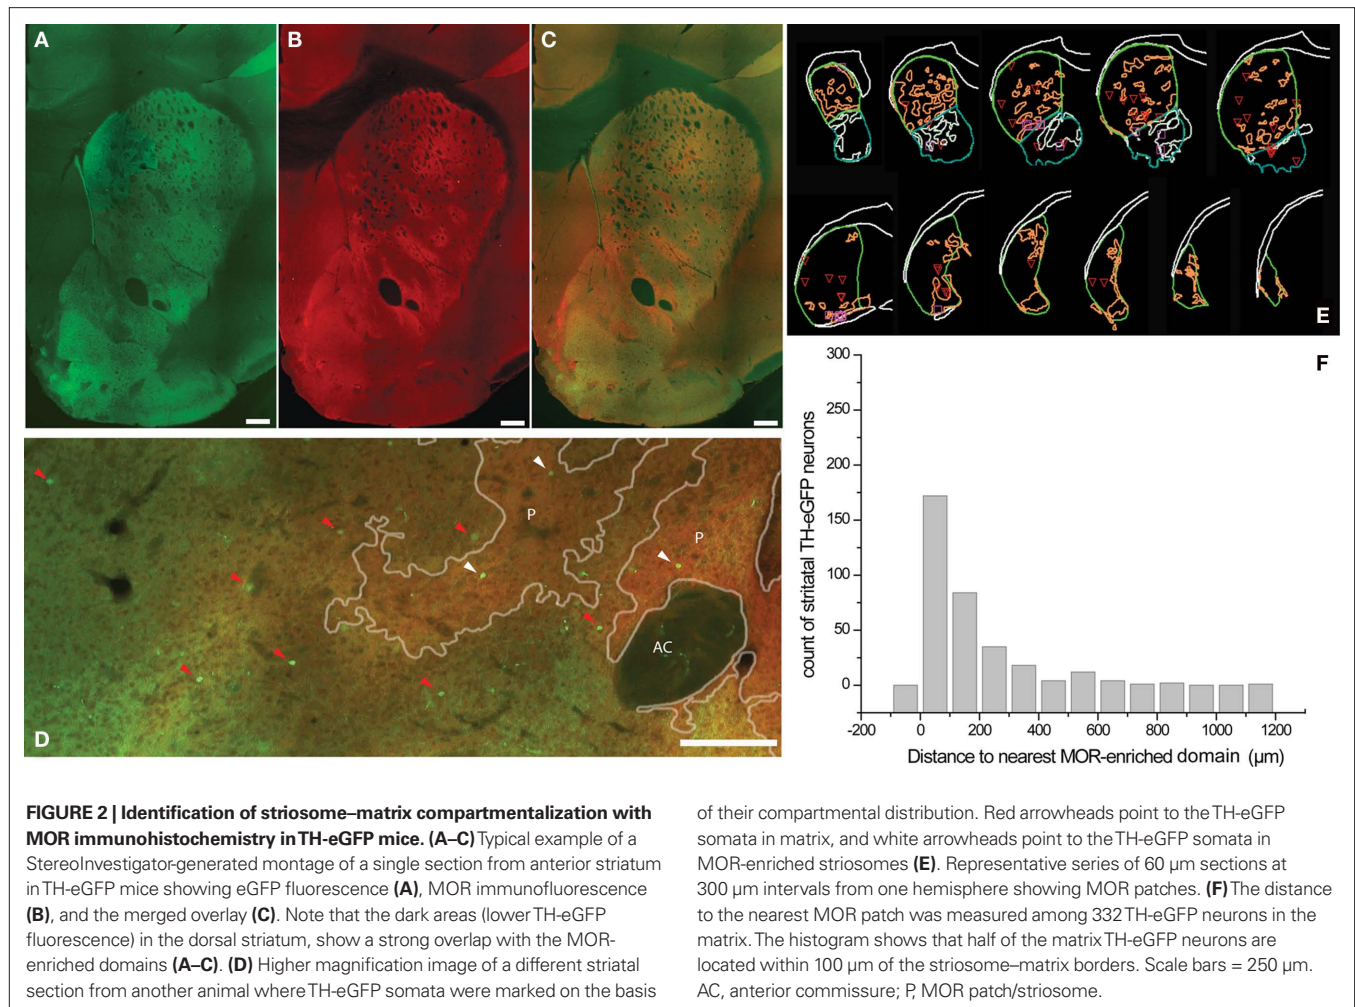 A
B
C
E
D
P
P
AC
F
300
250
200
150
100
50
0
count of stritatal TH-eGFP neurons
-200
0
200
400
600
800
1000
1200
Distance to nearest MOR-enriched domain (µm)
FIGURE 2 | Identification of striosome–matrix compartmentalization with
MOR immunohistochemistry in TH-eGFP mice. (A–C) Typical example of a
StereoInvestigator-generated montage of a single section from anterior striatum
in TH-eGFP mice showing eGFP fluorescence (A), MOR immunofluorescence
(B), and the merged overlay (C). Note that the dark areas (lower TH-eGFP
fluorescence) in the dorsal striatum, show a strong overlap with the MOR-
enriched domains (A–C). (D) Higher magnification image of a different striatal
section from another animal where TH-eGFP somata were marked on the basis
of their compartmental distribution. Red arrowheads point to the TH-eGFP
somata in matrix, and white arrowheads point to the TH-eGFP somata in
MOR-enriched striosomes (E). Representative series of 60 µm sections at
300 µm intervals from one hemisphere showing MOR patches. (F) The distance
to the nearest MOR patch was measured among 332 TH-eGFP neurons in the
matrix. The histogram shows that half of the matrix TH-eGFP neurons are
located within 100 µm of the striosome–matrix borders. Scale bars = 250 µm.
AC, anterior commissure; P, MOR patch/striosome.